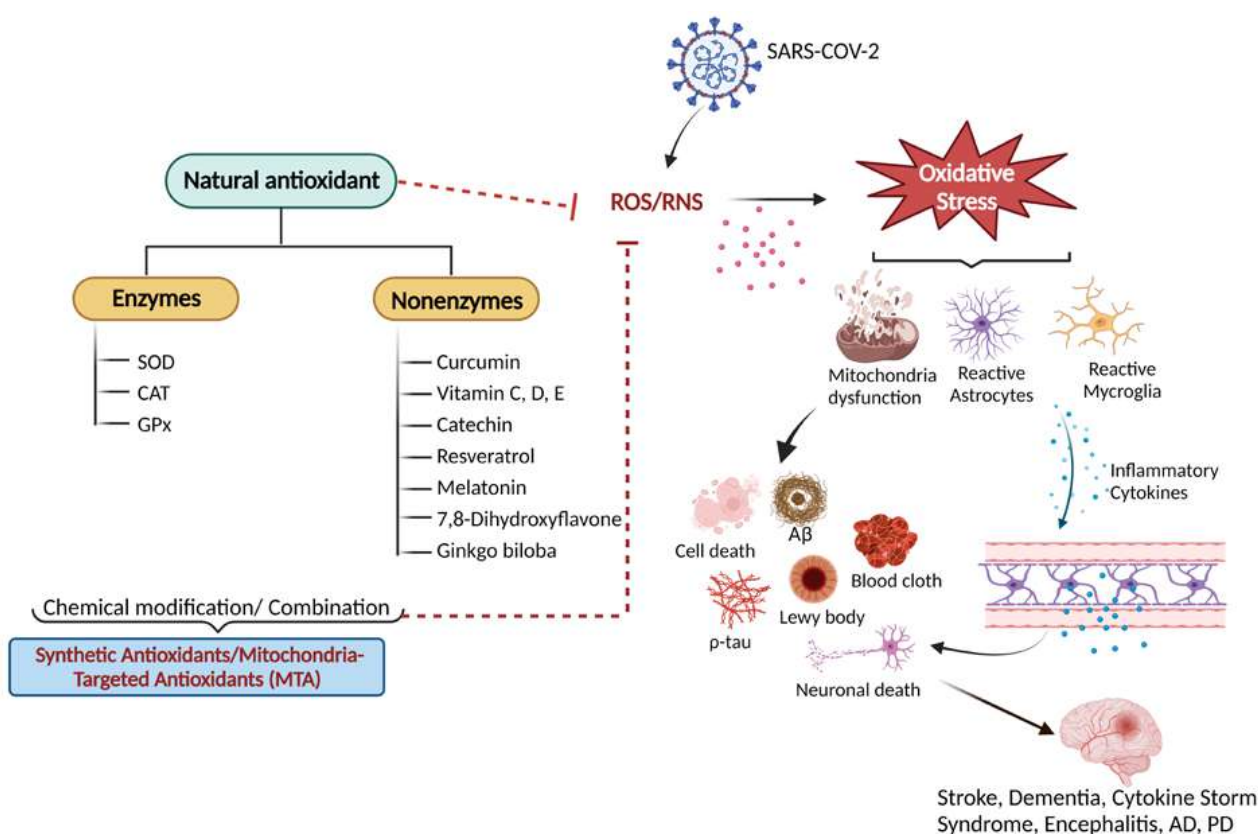 SARS-COV-2
Natural antioxidant
ROS/RNS
Oxidative
Stress
Enzymes
Nonenzymes
SOD
CAT
GPx
Curcumin
Vitamin C, D, E
Catechin
Resveratrol
Melatonin
7,8-Dihydroxyflavone
Ginkgo biloba
Chemical modification/ Combination
Synthetic Antioxidants/Mitochondria-
Targeted Antioxidants (MTA)
Mitochondria
dysfunction
Reactive
Astrocytes
Reactive
Mycroglia
Inflammatory
Cytokines
Cell death
Aβ
Blood cloth
ρ-tau
Lewy body
Neuronal death
Stroke, Dementia, Cytokine Storm
Syndrome, Encephalitis, AD, PD